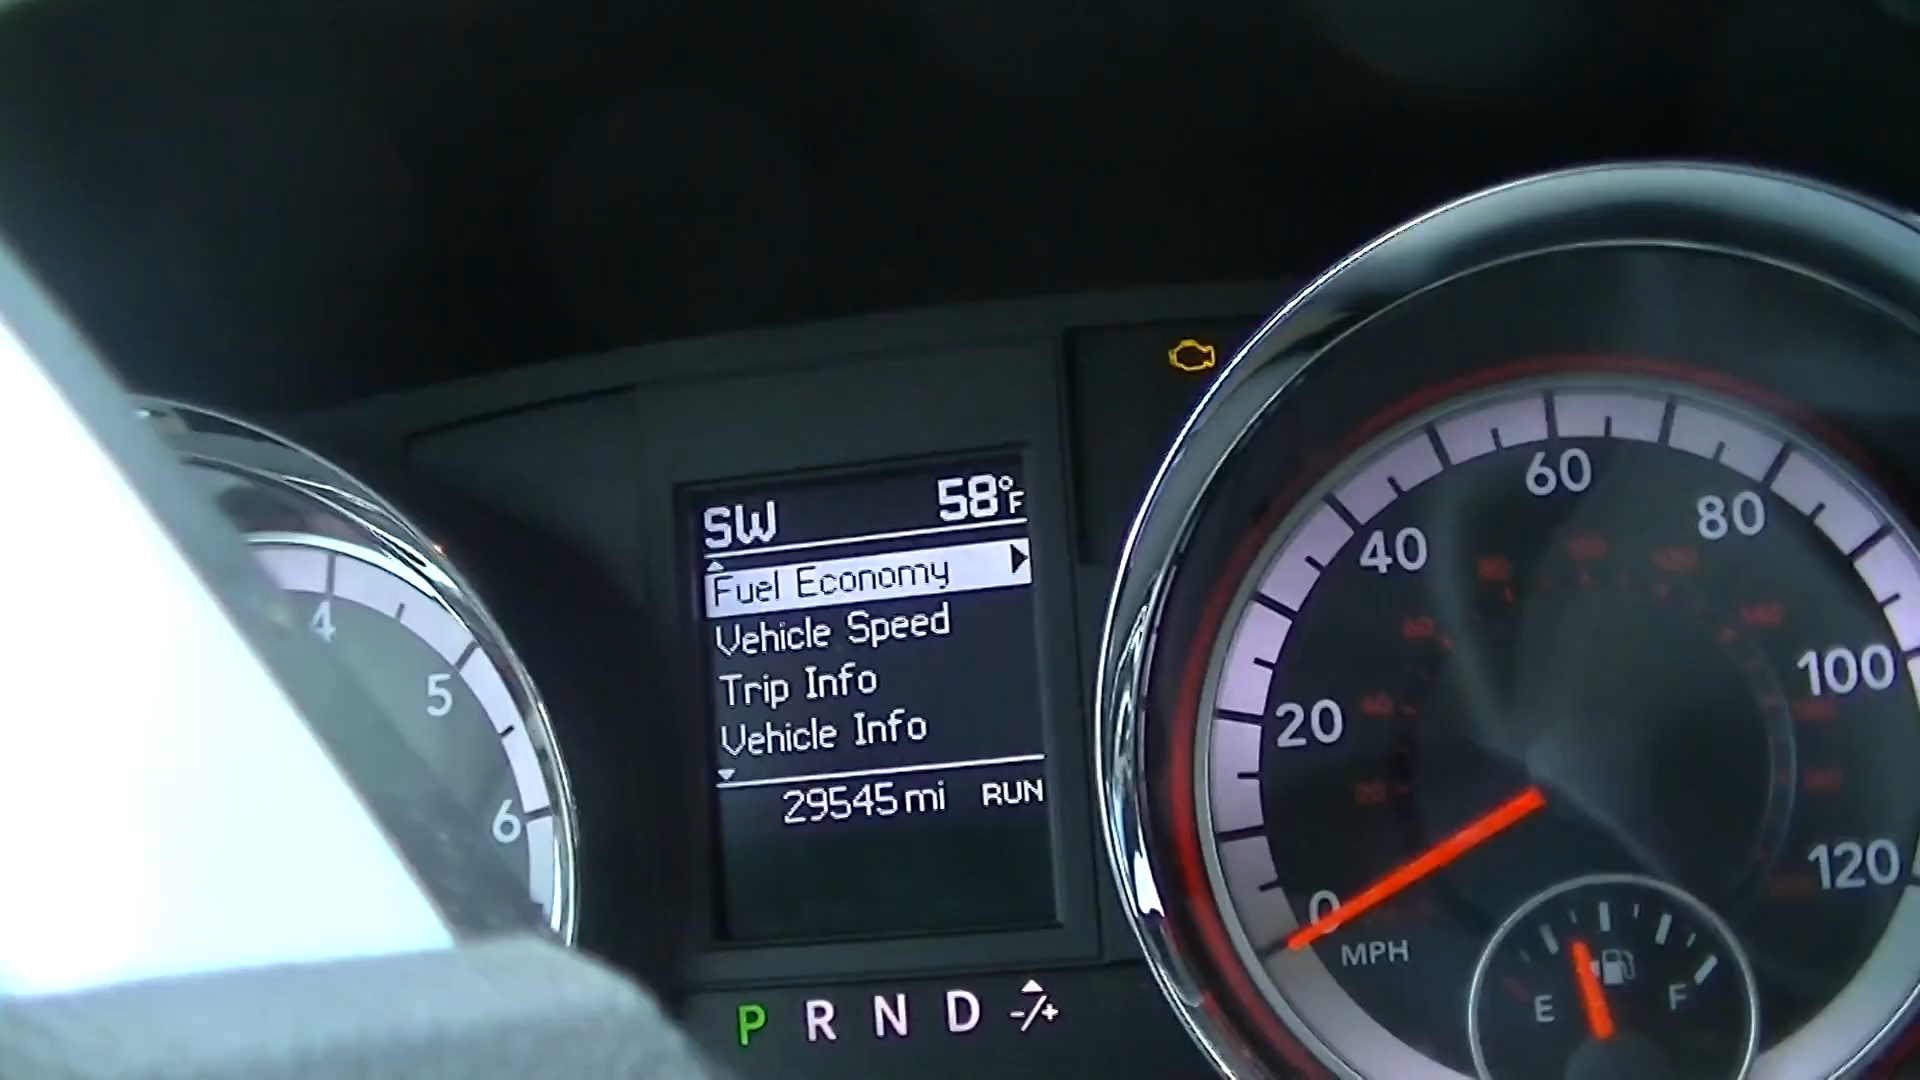 SW 58°F
Fuel Economy
Vehicle Speed
Trip Info
Vehicle Info
29545 mi RUN
P R N D -/+
4
5
6
0
20
40
60
80
100
120
MPH
E F